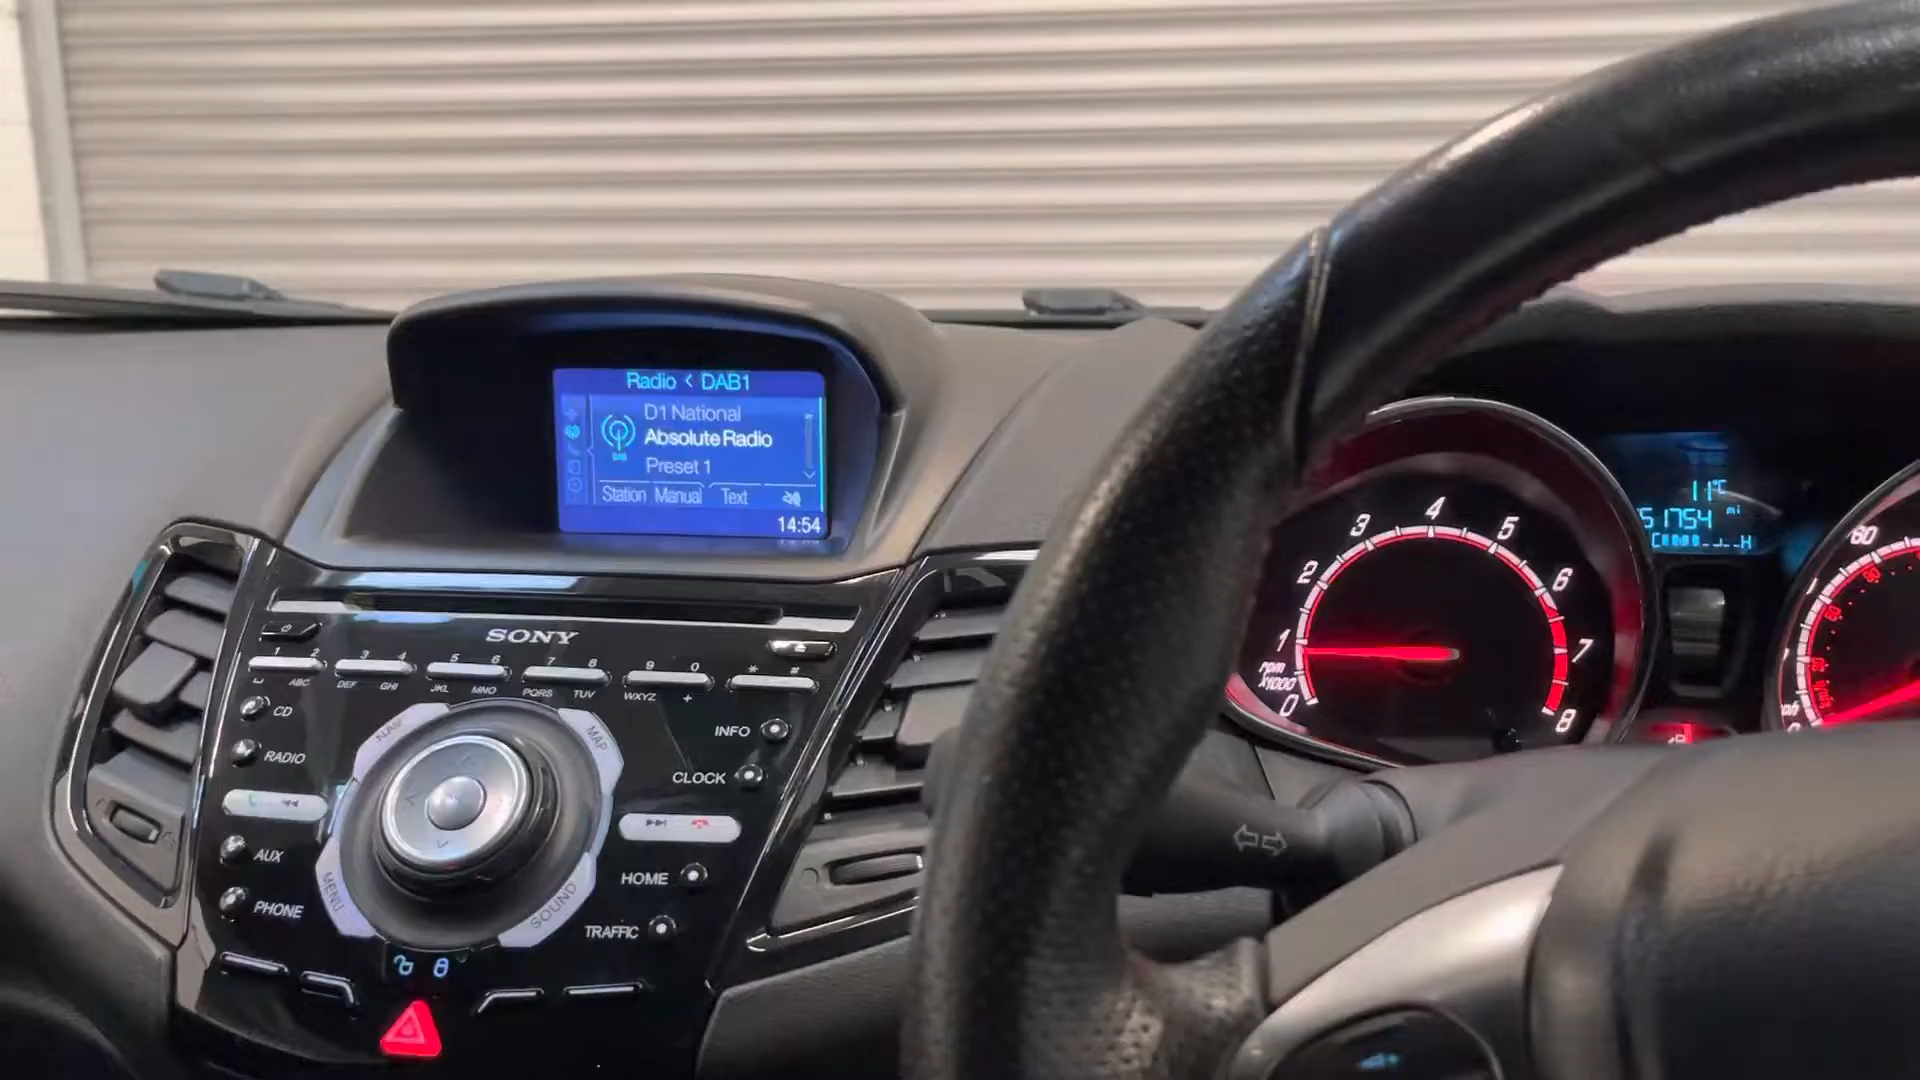 Radio < DAB1
D1 National
Absolute Radio
Preset 1
Station Manual Text
14:54
SONY
1 2 3 4 5 6 7 8 9 0 * #
ABC DEF GHI JKL MNO PQRS TUV WXYZ +
CD
RADIO
AUX
PHONE
NAV
MAP
MENU
SOUND
INFO
CLOCK
HOME
TRAFFIC
0 1 2 3 4 5 6 7 8
rpm
x1000
11°C
51754 mi
C H
60